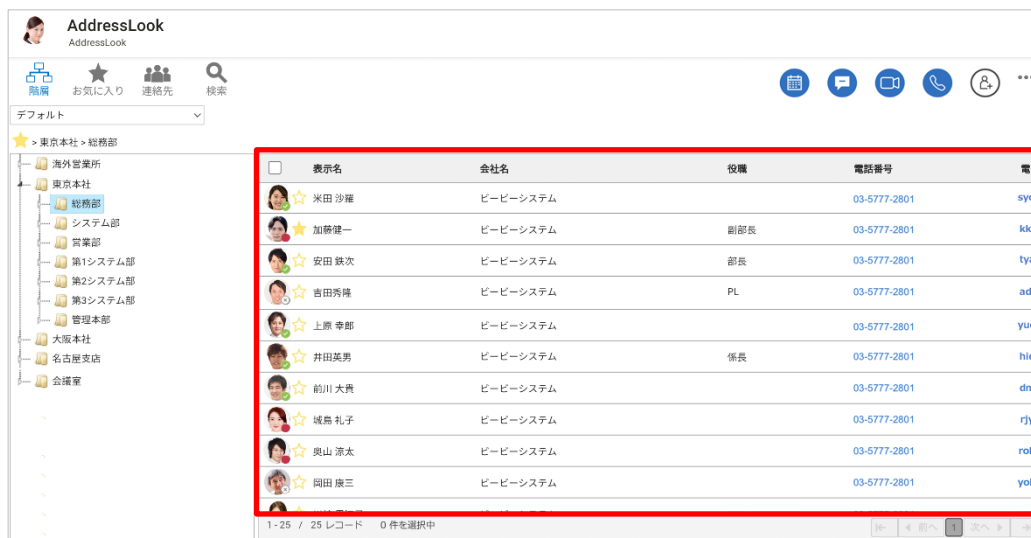 AddressLook
AddressLook
階層 お気に入り 連絡先 検索
デフォルト
> 東京本社 > 総務部
海外営業所
東京本社
総務部
システム部
営業部
第1システム部
第2システム部
第3システム部
管理本部
大阪本社
名古屋支店
会議室
表示名 会社名 役職 電話番号 電
米田 沙羅 ビービーシステム 03-5777-2801 syo
加藤健一 ビービーシステム 副部長 03-5777-2801 kk
安田 鉄次 ビービーシステム 部長 03-5777-2801 tya
吉田秀隆 ビービーシステム PL 03-5777-2801 ad
上原 幸郎 ビービーシステム 03-5777-2801 yue
井田英男 ビービーシステム 係長 03-5777-2801 hid
前川 大貴 ビービーシステム 03-5777-2801 dn
城島 礼子 ビービーシステム 03-5777-2801 rjy
奥山 涼太 ビービーシステム 03-5777-2801 rol
岡田 康三 ビービーシステム 03-5777-2801 yol
1 - 25 / 25 レコード 0 件を選択中 前へ 1 次へ